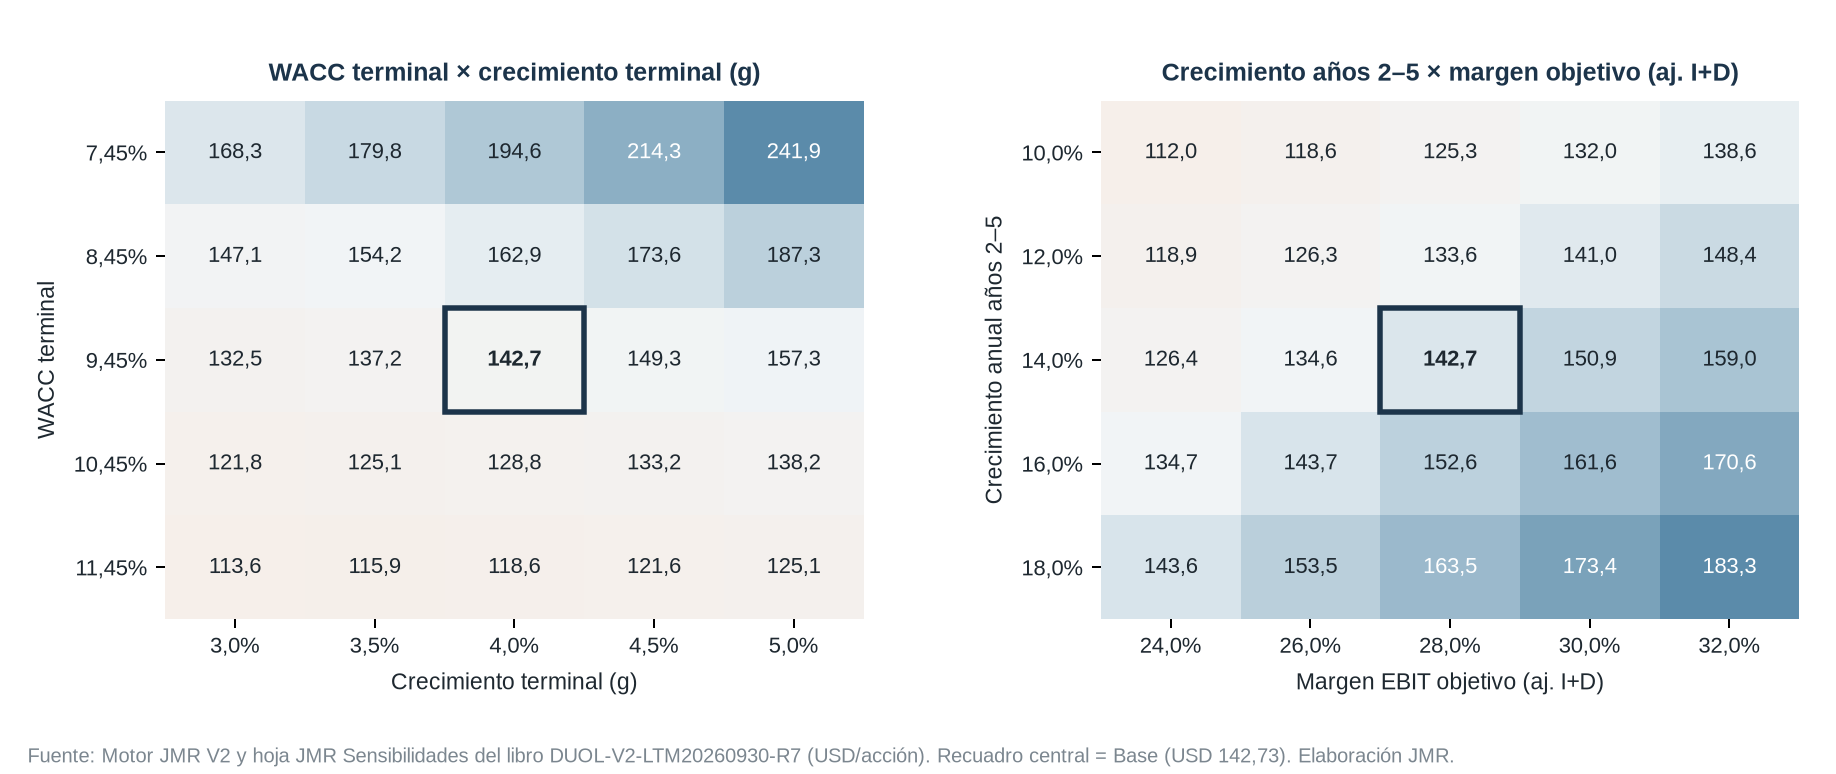 WACC terminal × crecimiento terminal (g)
WACC terminal
7,45% 168,3 179,8 194,6 214,3 241,9
8,45% 147,1 154,2 162,9 173,6 187,3
9,45% 132,5 137,2 142,7 149,3 157,3
10,45% 121,8 125,1 128,8 133,2 138,2
11,45% 113,6 115,9 118,6 121,6 125,1
3,0% 3,5% 4,0% 4,5% 5,0%
Crecimiento terminal (g)
Crecimiento años 2–5 × margen objetivo (aj. I+D)
Crecimiento anual años 2–5
10,0% 112,0 118,6 125,3 132,0 138,6
12,0% 118,9 126,3 133,6 141,0 148,4
14,0% 126,4 134,6 142,7 150,9 159,0
16,0% 134,7 143,7 152,6 161,6 170,6
18,0% 143,6 153,5 163,5 173,4 183,3
24,0% 26,0% 28,0% 30,0% 32,0%
Margen EBIT objetivo (aj. I+D)
Fuente: Motor JMR V2 y hoja JMR Sensibilidades del libro DUOL-V2-LTM20260930-R7 (USD/acción). Recuadro central = Base (USD 142,73). Elaboración JMR.